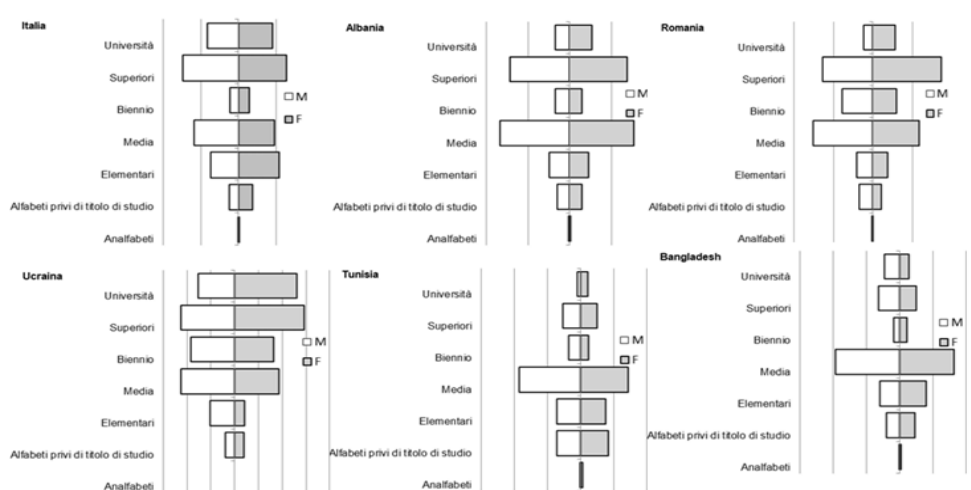 Italia
Università
Superiori
Biennio
Media
Elementari
Alfabeti privi di titolo di studio
Analfabeti
M
F
Albania
Università
Superiori
Biennio
Media
Elementari
Alfabeti privi di titolo di studio
Analfabeti
M
F
Romania
Università
Superiori
Biennio
Media
Elementari
Alfabeti privi di titolo di studio
Analfabeti
M
F
Ucraina
Università
Superiori
Biennio
Media
Elementari
Alfabeti privi di titolo di studio
Analfabeti
M
F
Tunisia
Università
Superiori
Biennio
Media
Elementari
Alfabeti privi di titolo di studio
Analfabeti
M
F
Bangladesh
Università
Superiori
Biennio
Media
Elementari
Alfabeti privi di titolo di studio
Analfabeti
M
F